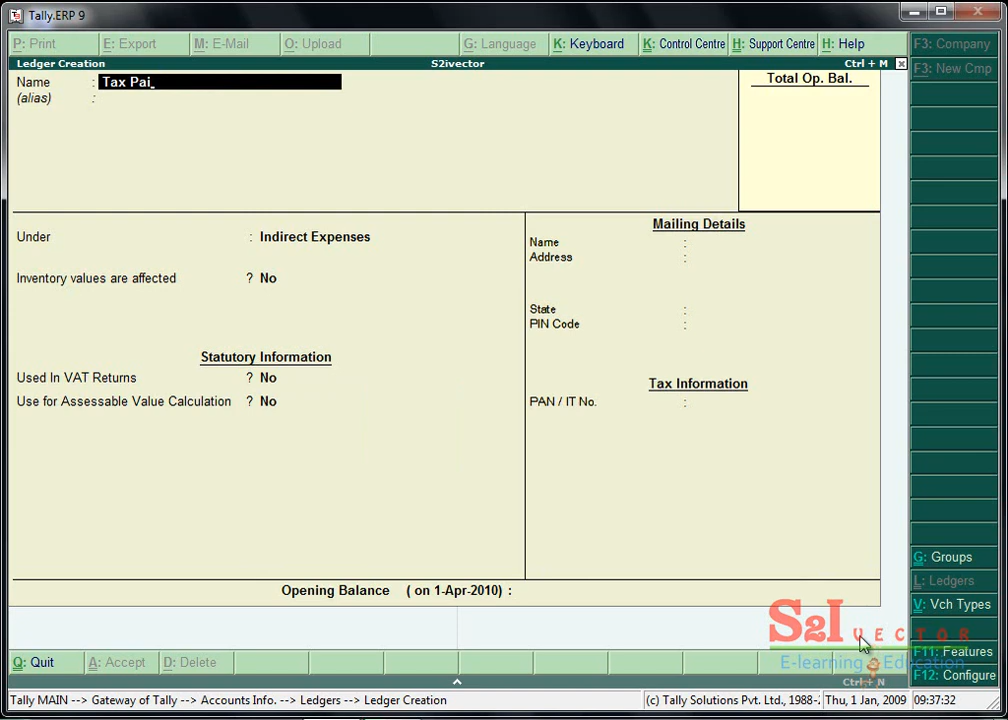 Tally.ERP 9
P: Print E: Export M: E-Mail O: Upload G: Language K: Keyboard K: Control Centre H: Support Centre H: Help F3: Company
Ledger Creation S2ivector Ctrl + M F3: New Cmp
Name : Tax Pai_ Total Op. Bal.
(alias) :
Under : Indirect Expenses Mailing Details
Name :
Address :
Inventory values are affected ? No
State :
PIN Code :
Statutory Information
Used In VAT Returns ? No Tax Information
Use for Assessable Value Calculation ? No PAN / IT No. :
G: Groups
L: Ledgers
Opening Balance ( on 1-Apr-2010) :
V: Vch Types
S2I VECTOR
E-learning Education
F11: Features
Q: Quit A: Accept D: Delete F12: Configure
Ctrl + N
Tally MAIN --> Gateway of Tally --> Accounts Info. --> Ledgers --> Ledger Creation (c) Tally Solutions Pvt. Ltd., 1988-2 Thu, 1 Jan, 2009 09:37:32